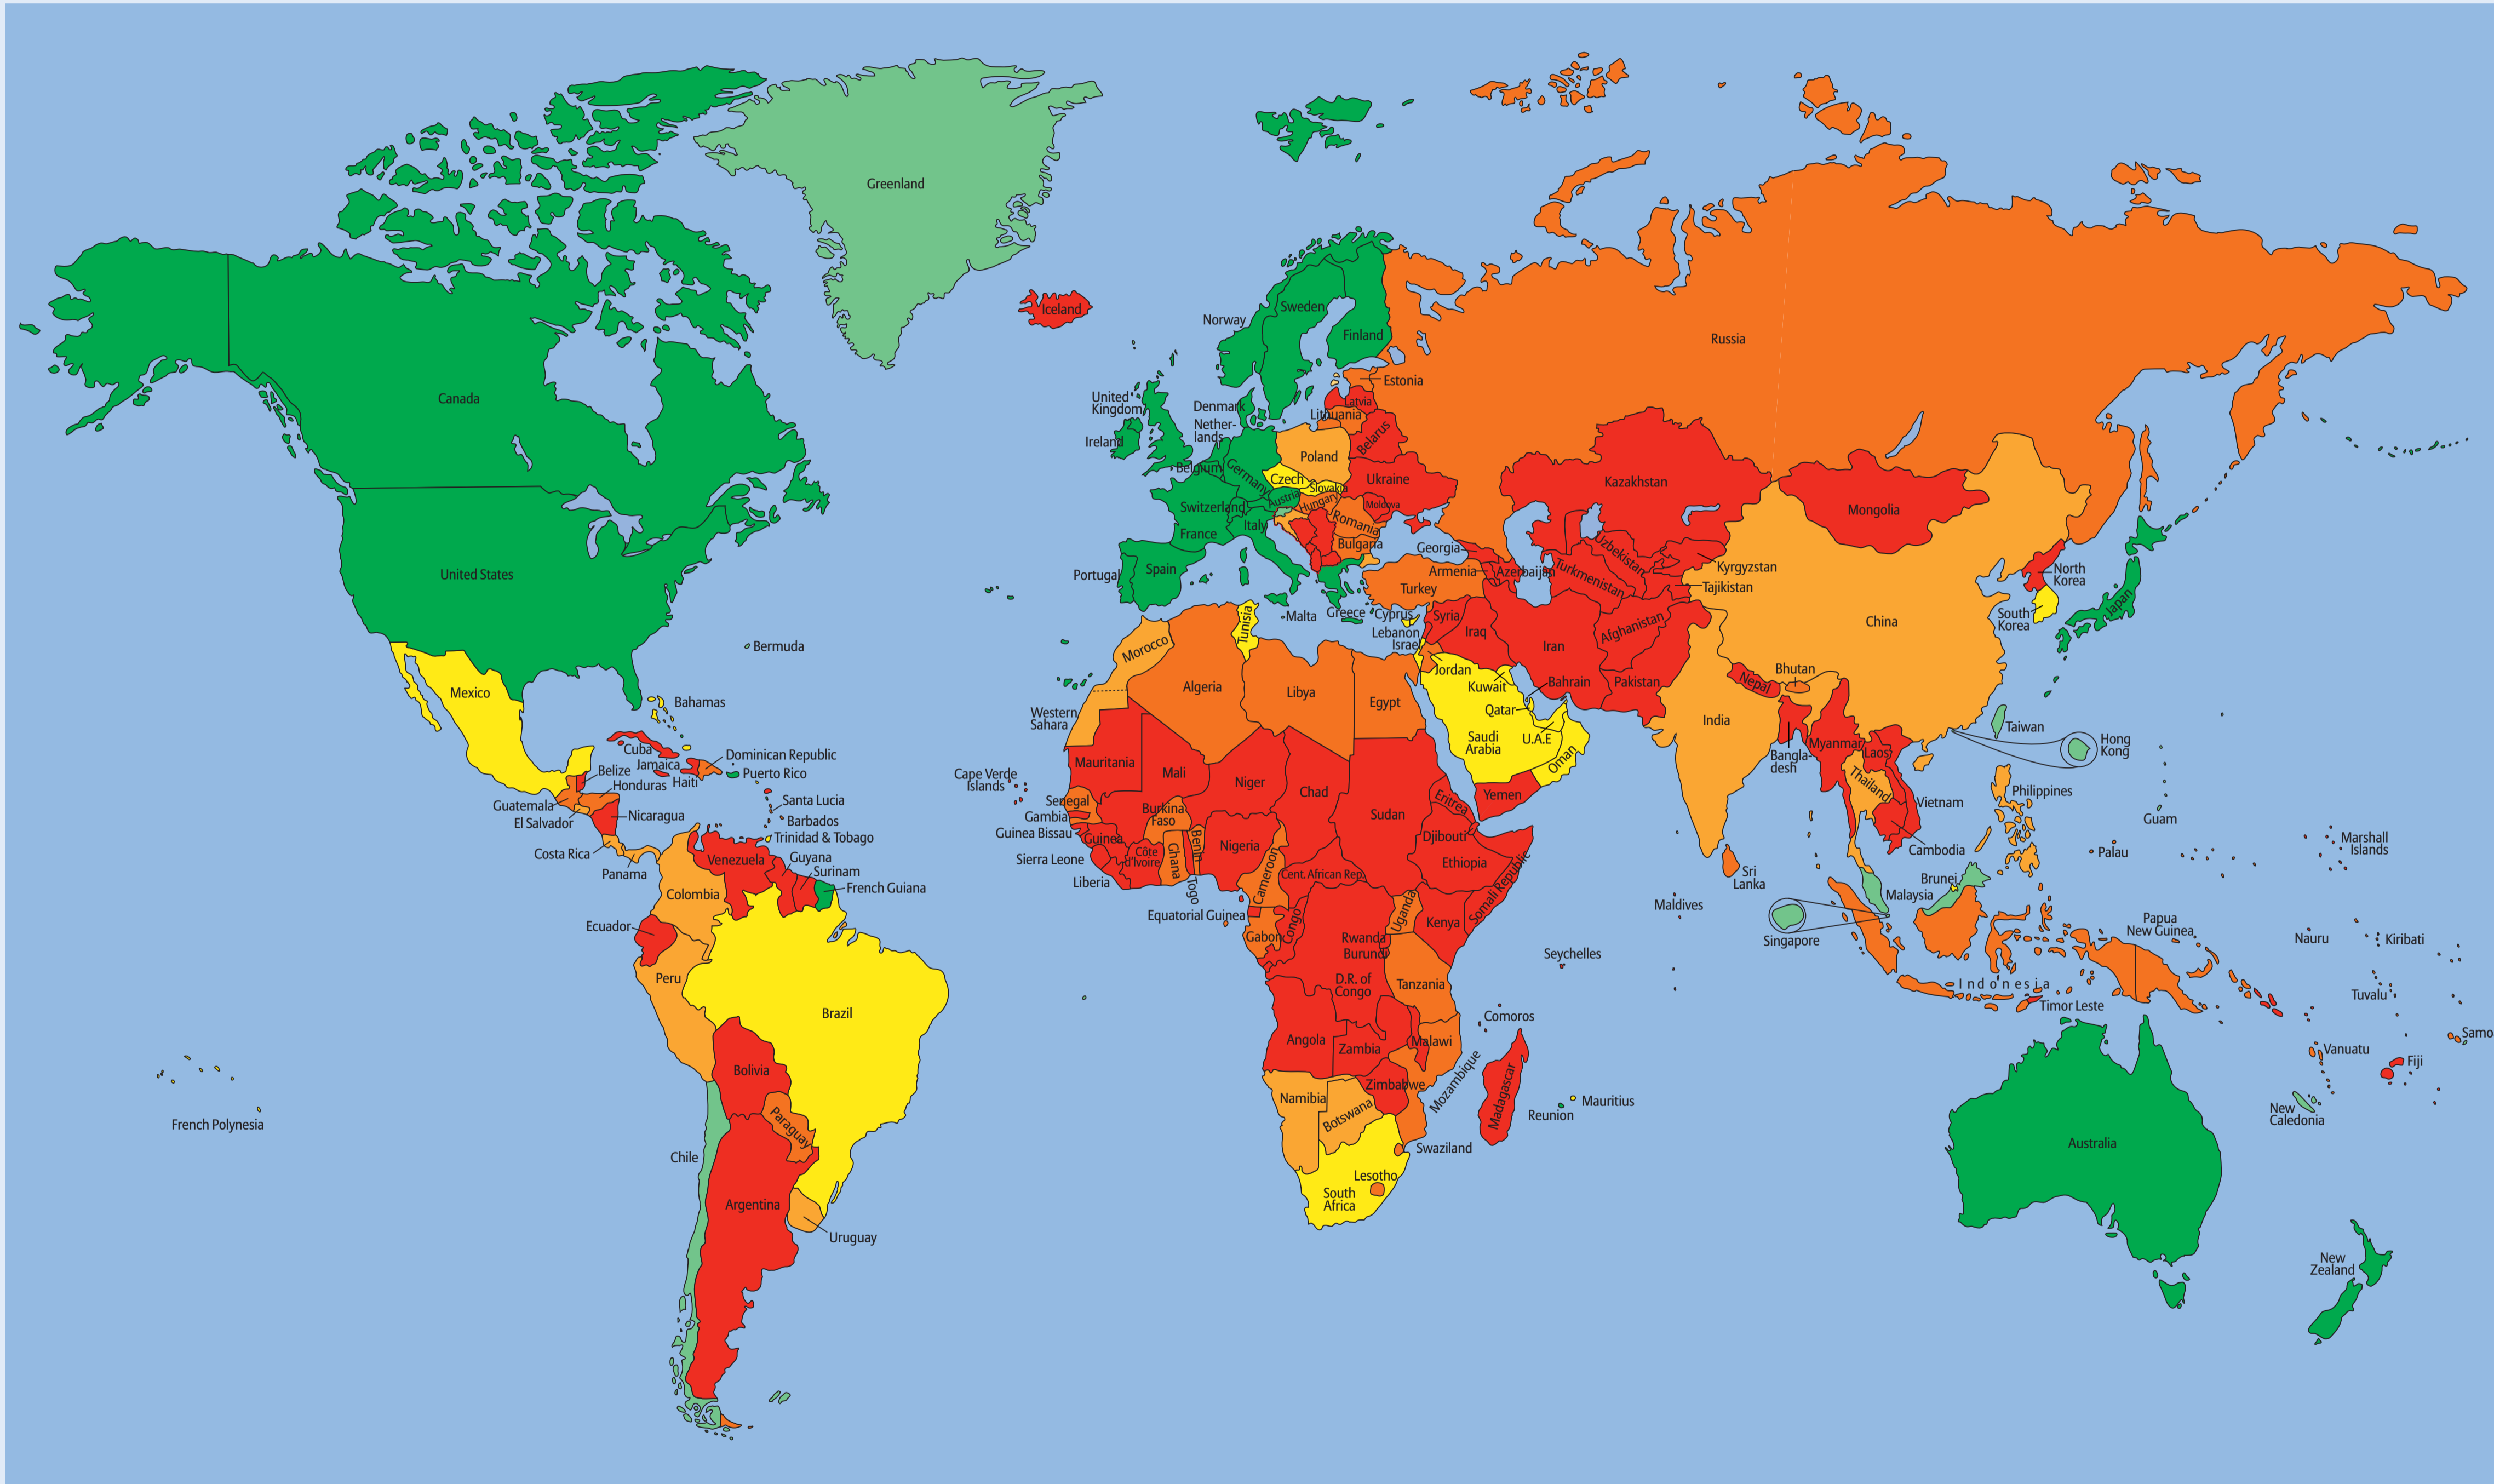 Greenland
Iceland
Norway
Sweden
Finland
Russia
Canada
United
Kingdom
Denmark
Nether-
lands
Ireland
Belgium
Germany
Estonia
Latvia
Lithuania
Belarus
Poland
Czech
Slovakia
Ukraine
Austria
Hungary
Moldova
Switzerland
Italy
Romania
France
Bulgaria
Kazakhstan
Mongolia
United States
Portugal
Spain
Georgia
Armenia
Azerbaijan
Uzbekistan
Turkmenistan
Kyrgyzstan
Tajikistan
North
Korea
South
Korea
Japan
Turkey
Malta
Greece
Cyprus
Lebanon
Israel
Syria
Iraq
Iran
Afghanistan
China
Bermuda
Tunisia
Morocco
Algeria
Libya
Egypt
Jordan
Kuwait
Bahrain
Qatar
Pakistan
Nepal
Bhutan
Mexico
Bahamas
Western
Sahara
Saudi
Arabia
U.A.E
Oman
India
Bangla-
desh
Myanmar
Laos
Taiwan
Hong
Kong
Cuba
Jamaica
Haiti
Dominican Republic
Puerto Rico
Belize
Honduras
Guatemala
El Salvador
Nicaragua
Santa Lucia
Barbados
Trinidad & Tobago
Costa Rica
Panama
Venezuela
Guyana
Surinam
French Guiana
Colombia
Ecuador
Peru
Brazil
Bolivia
Paraguay
Chile
Argentina
Uruguay
French Polynesia
Cape Verde
Islands
Mauritania
Mali
Niger
Chad
Sudan
Eritrea
Yemen
Senegal
Gambia
Guinea Bissau
Guinea
Sierra Leone
Liberia
Burkina
Faso
Côte
d'Ivoire
Ghana
Togo
Benin
Nigeria
Cameroon
Cent. African Rep.
Djibouti
Ethiopia
Somali Republic
Equatorial Guinea
Gabon
Congo
Uganda
Kenya
Rwanda
Burundi
D.R. of
Congo
Tanzania
Angola
Zambia
Malawi
Mozambique
Zimbabwe
Namibia
Botswana
Swaziland
Lesotho
South
Africa
Comoros
Madagascar
Seychelles
Reunion
Mauritius
Maldives
Sri
Lanka
Thailand
Vietnam
Cambodia
Philippines
Brunei
Malaysia
Singapore
Indonesia
Timor Leste
Guam
Palau
Marshall
Islands
Papua
New Guinea
Nauru
Kiribati
Tuvalu
Samo
Vanuatu
Fiji
New
Caledonia
Australia
New
Zealand